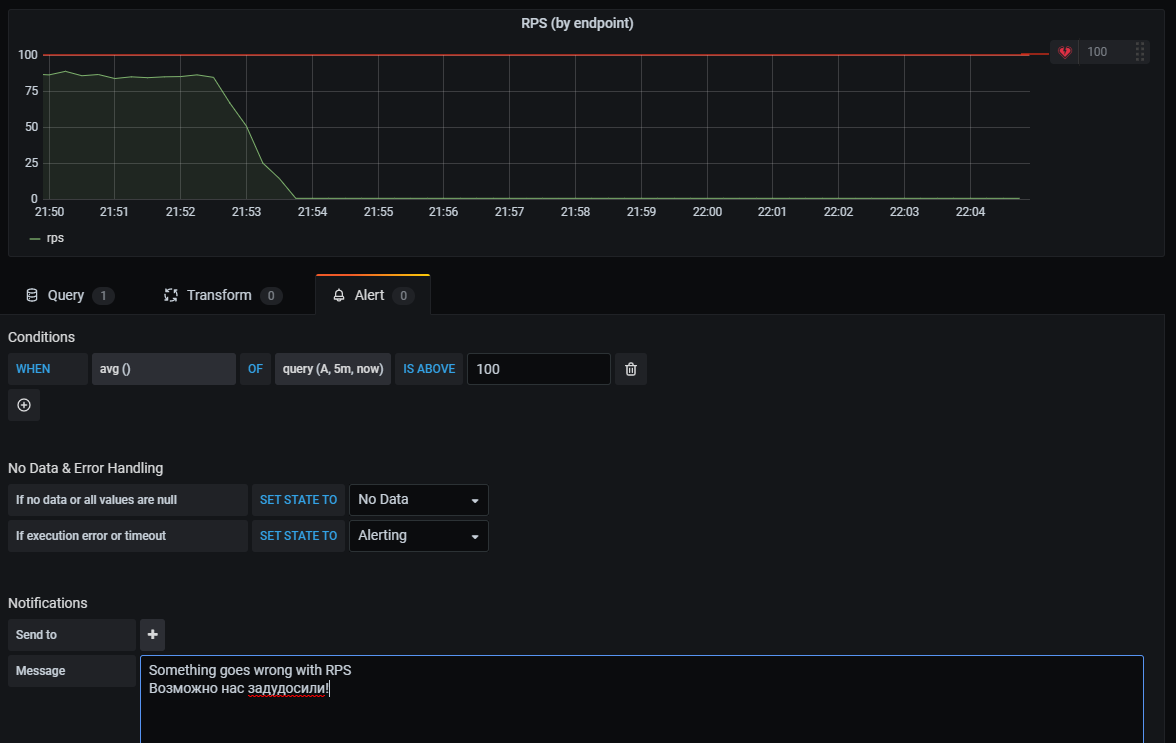 RPS (by endpoint)
100
75
50
25
0
21:50 21:51 21:52 21:53 21:54 21:55 21:56 21:57 21:58 21:59 22:00 22:01 22:02 22:03 22:04
100
rps
Query 1 Transform 0 Alert 0
Conditions
WHEN avg () OF query (A, 5m, now) IS ABOVE 100
No Data & Error Handling
If no data or all values are null SET STATE TO No Data
If execution error or timeout SET STATE TO Alerting
Notifications
Send to
Message
Something goes wrong with RPS
Возможно нас задудосили!